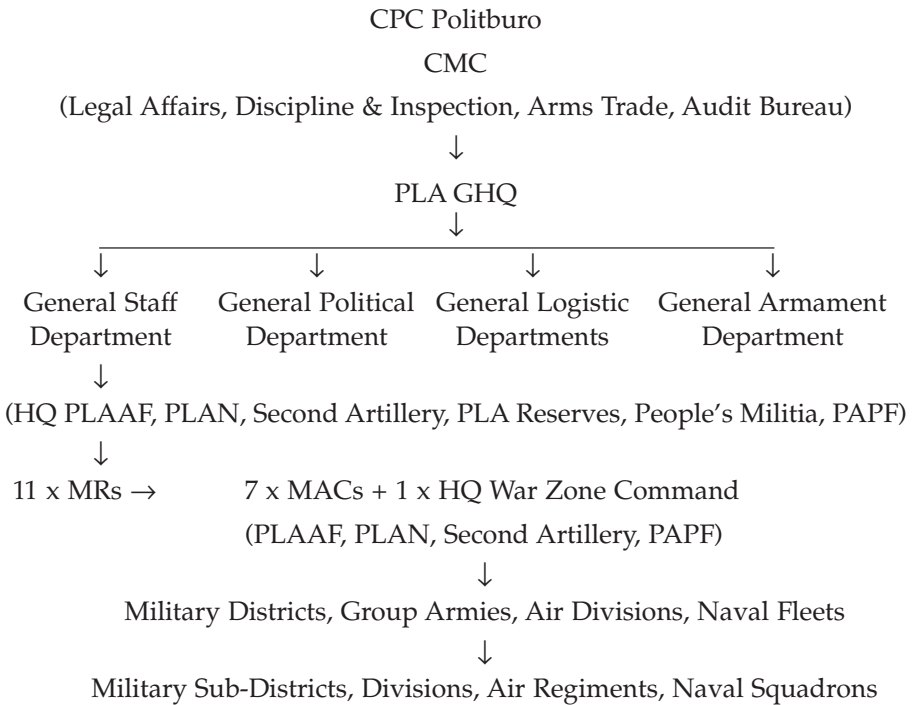 CPC Politburo
CMC
(Legal Affairs, Discipline & Inspection, Arms Trade, Audit Bureau)
↓
PLA GHQ
↓
↓ ↓ ↓ ↓
General Staff General Political General Logistic General Armament
Department Department Departments Department
↓
(HQ PLAAF, PLAN, Second Artillery, PLA Reserves, People’s Militia, PAPF)
↓
11 x MRs → 7 x MACs + 1 x HQ War Zone Command
(PLAAF, PLAN, Second Artillery, PAPF)
↓
Military Districts, Group Armies, Air Divisions, Naval Fleets
↓
Military Sub-Districts, Divisions, Air Regiments, Naval Squadrons